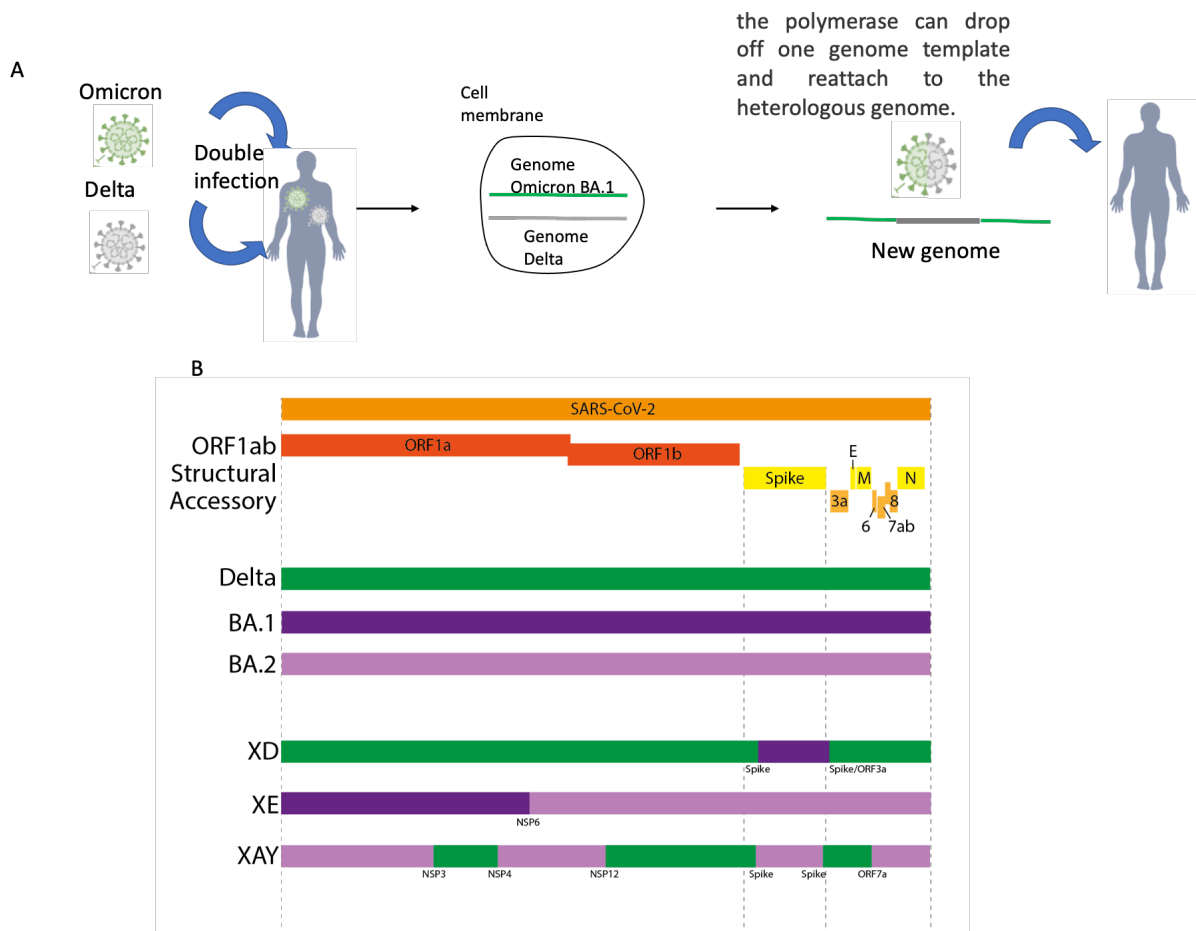 A
Omicron
Delta
Double
infection
Cell
membrane
Genome
Omicron BA.1
Genome
Delta
the polymerase can drop
off one genome template
and reattach to the
heterologous genome.
New genome
B
SARS-CoV-2
ORF1ab
ORF1a
ORF1b
Structural
Spike
E
M
N
Accessory
3a
8
6
7ab
Delta
BA.1
BA.2
XD
Spike
Spike/ORF3a
XE
NSP6
XAY
NSP3
NSP4
NSP12
Spike
Spike
ORF7a